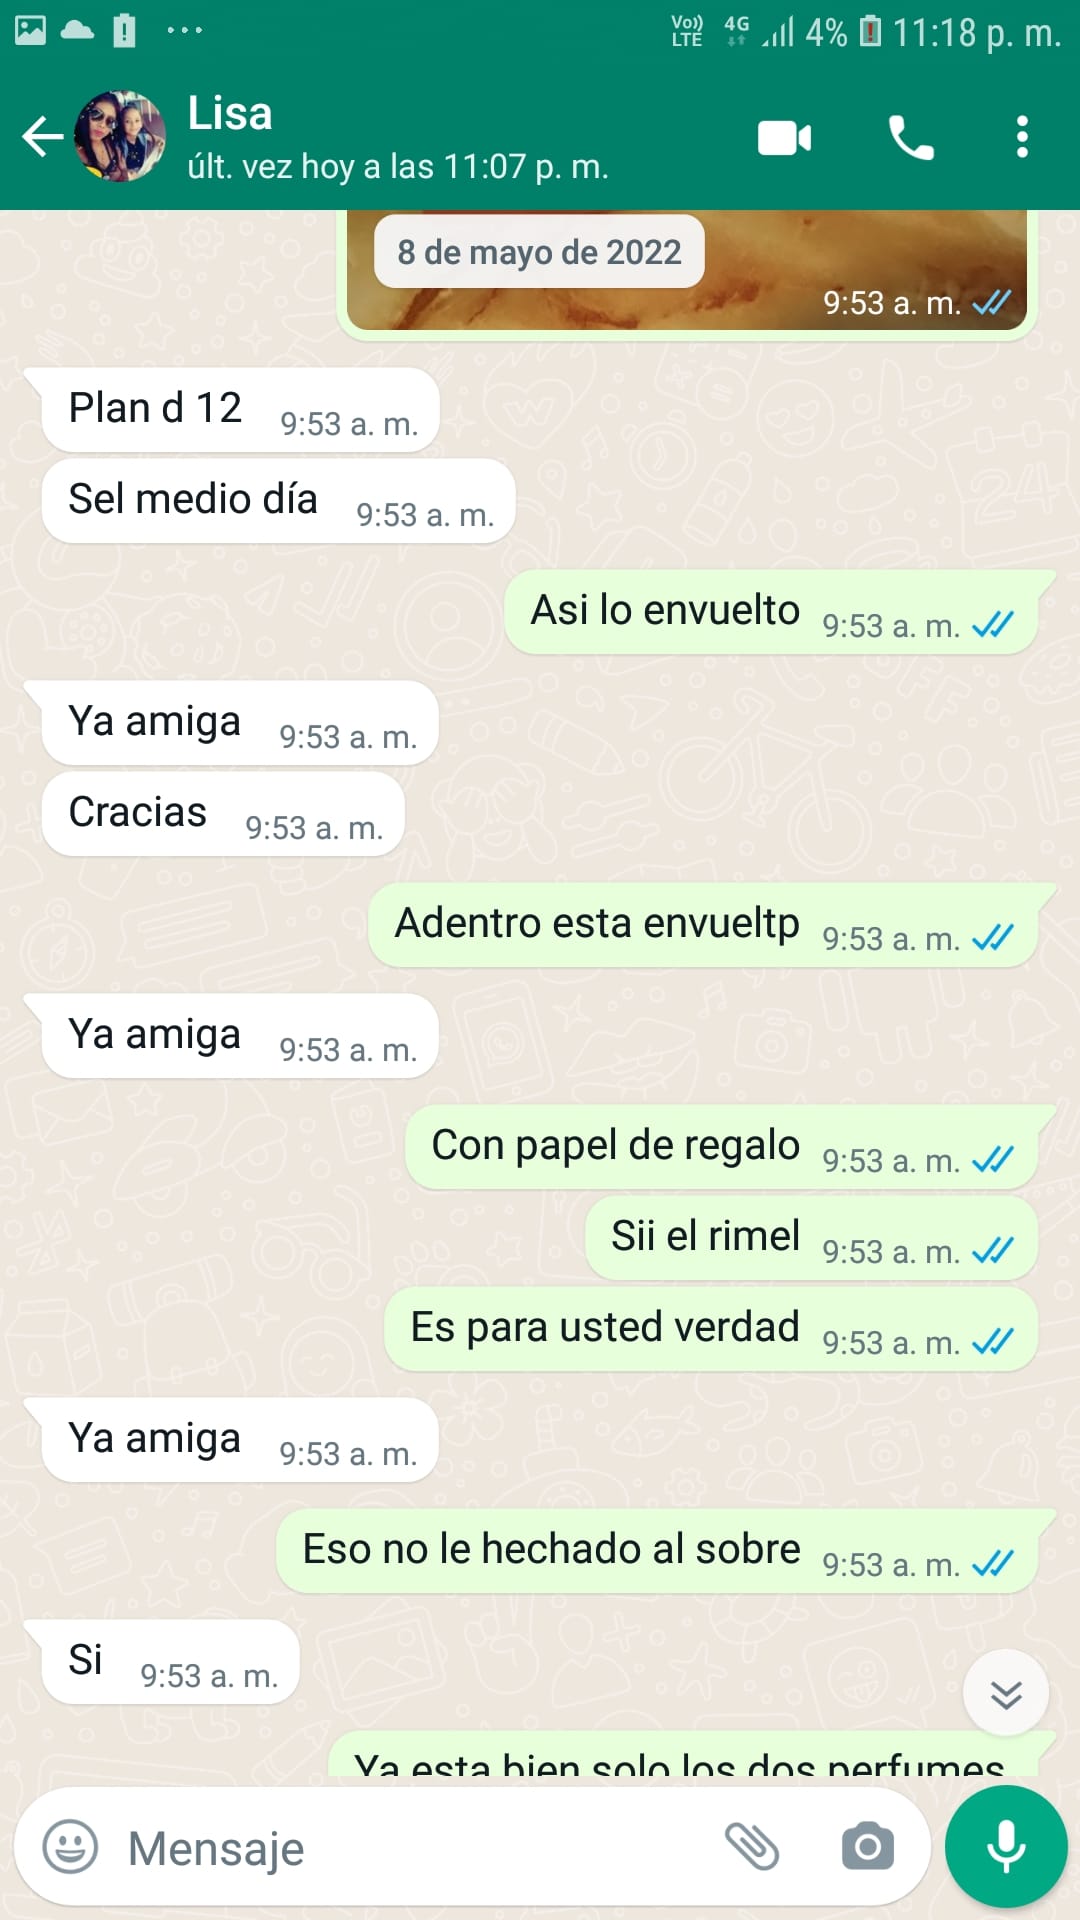 Vo)) LTE 4G 4% 11:18 p. m.
Lisa
últ. vez hoy a las 11:07 p. m.
8 de mayo de 2022
9:53 a. m.
Plan d 12 9:53 a. m.
Sel medio día 9:53 a. m.
Asi lo envuelto 9:53 a. m.
Ya amiga 9:53 a. m.
Cracias 9:53 a. m.
Adentro esta envueltp 9:53 a. m.
Ya amiga 9:53 a. m.
Con papel de regalo 9:53 a. m.
Sii el rimel 9:53 a. m.
Es para usted verdad 9:53 a. m.
Ya amiga 9:53 a. m.
Eso no le hechado al sobre 9:53 a. m.
Si 9:53 a. m.
Ya esta bien solo los dos perfumes
Mensaje